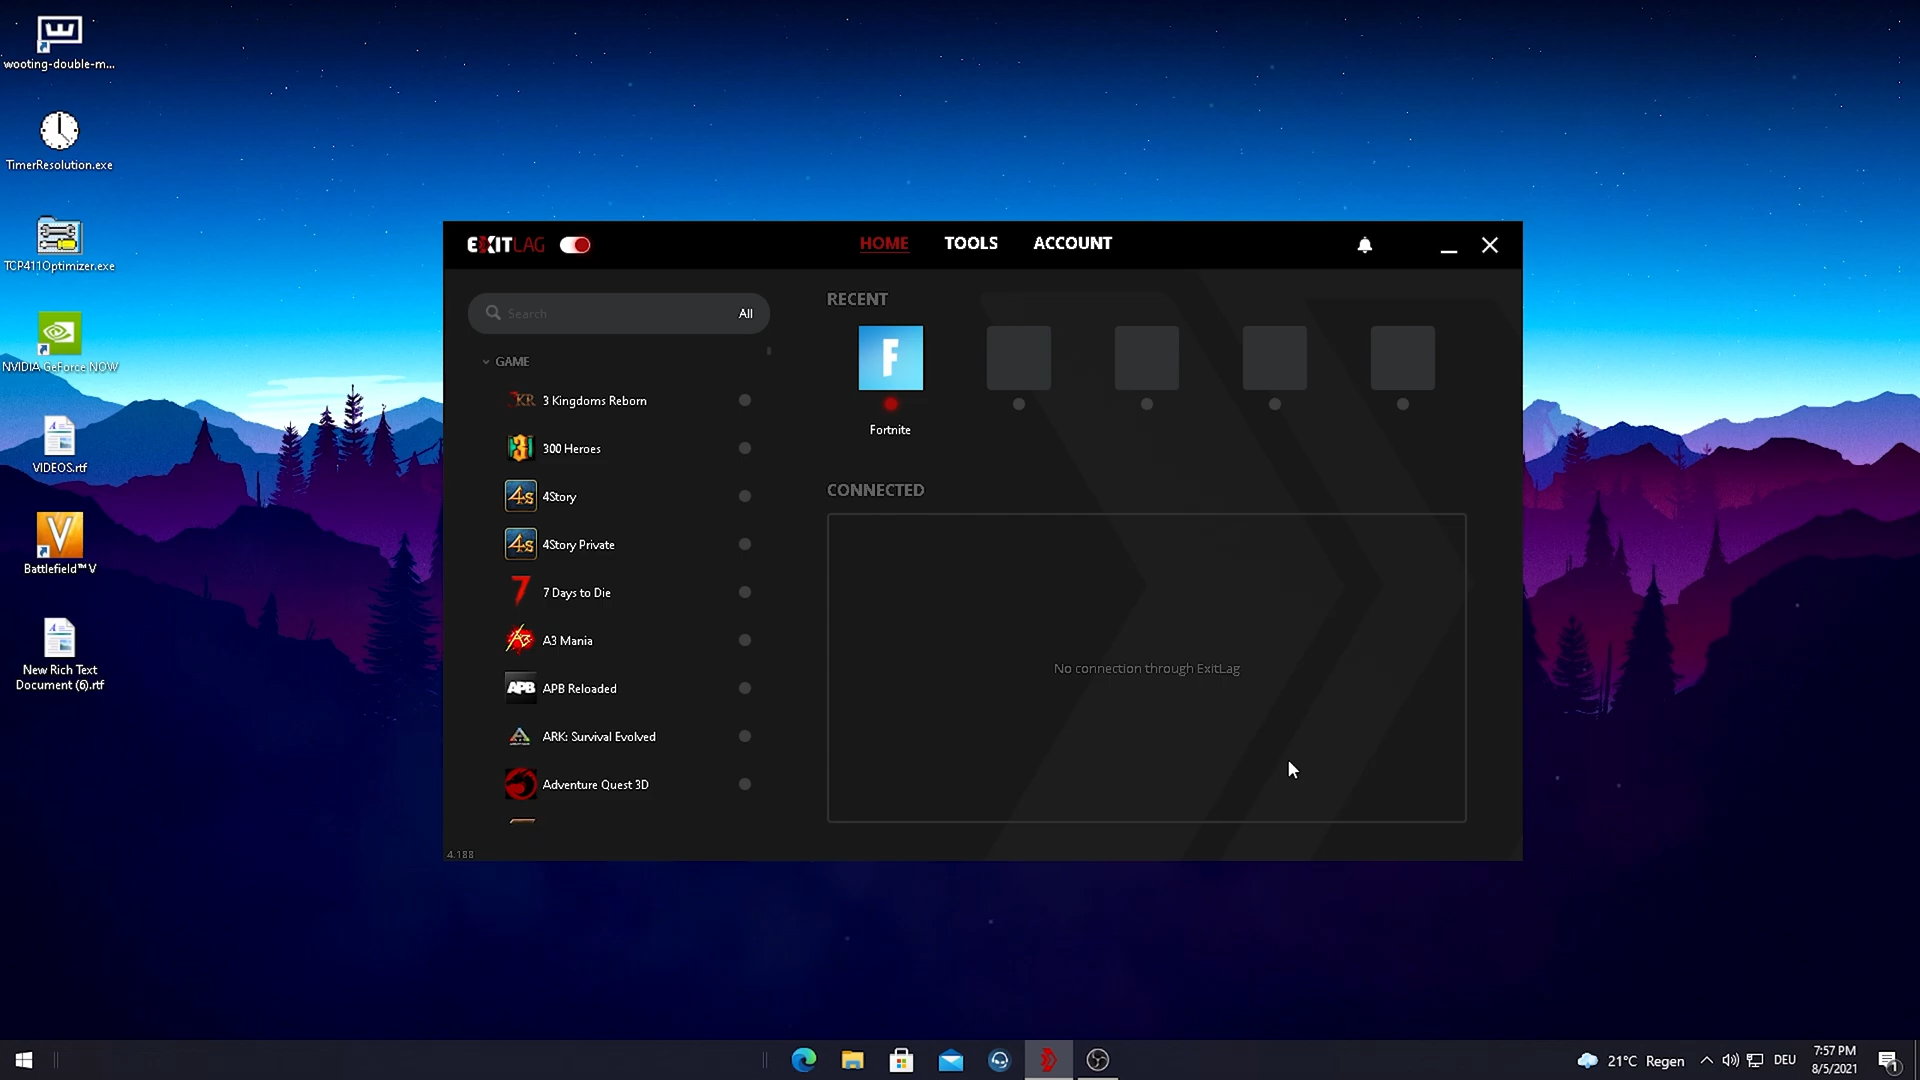 wooting-double-m...
TimerResolution.exe
TCP411Optimizer.exe
NVIDIA GeForce NOW
VIDEOS.rtf
Battlefield™ V
New Rich Text
Document (6).rtf
EXITLAG
HOME
TOOLS
ACCOUNT
Search
All
GAME
3 Kingdoms Reborn
300 Heroes
4Story
4Story Private
7 Days to Die
A3 Mania
APB Reloaded
ARK: Survival Evolved
Adventure Quest 3D
4.188
RECENT
Fortnite
CONNECTED
No connection through ExitLag
21°C Regen
DEU
7:57 PM
8/5/2021
1